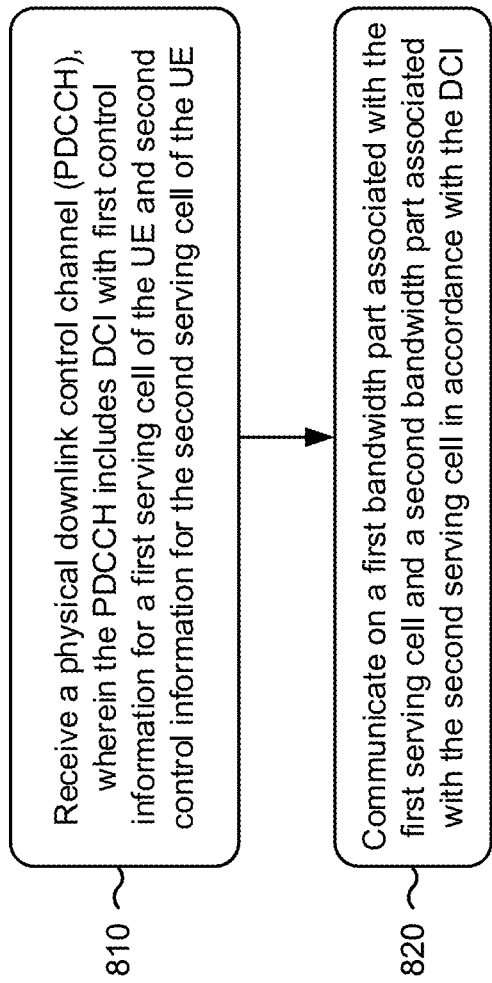 810
Receive a physical downlink control channel (PDCCH),
wherein the PDCCH includes DCI with first control
information for a first serving cell of the UE and second
control information for the second serving cell of the UE
820
Communicate on a first bandwidth part associated with the
first serving cell and a second bandwidth part associated
with the second serving cell in accordance with the DCI